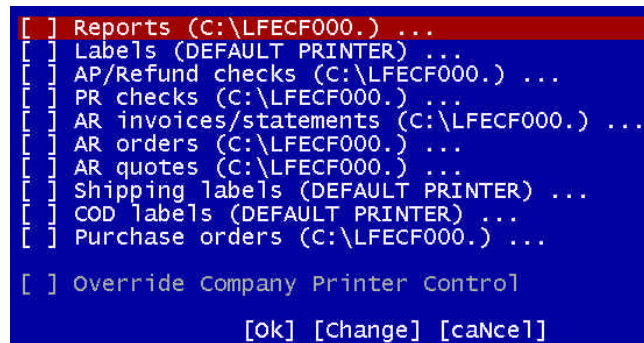 [ ] Reports (C:\LFECF000.) ...
[ ] Labels (DEFAULT PRINTER) ...
[ ] AP/Refund checks (C:\LFECF000.) ...
[ ] PR checks (C:\LFECF000.) ...
[ ] AR invoices/statements (C:\LFECF000.) ...
[ ] AR orders (C:\LFECF000.) ...
[ ] AR quotes (C:\LFECF000.) ...
[ ] Shipping labels (DEFAULT PRINTER) ...
[ ] COD labels (DEFAULT PRINTER) ...
[ ] Purchase orders (C:\LFECF000.) ...
[ ] Override Company Printer Control
[Ok] [Change] [caNcel]